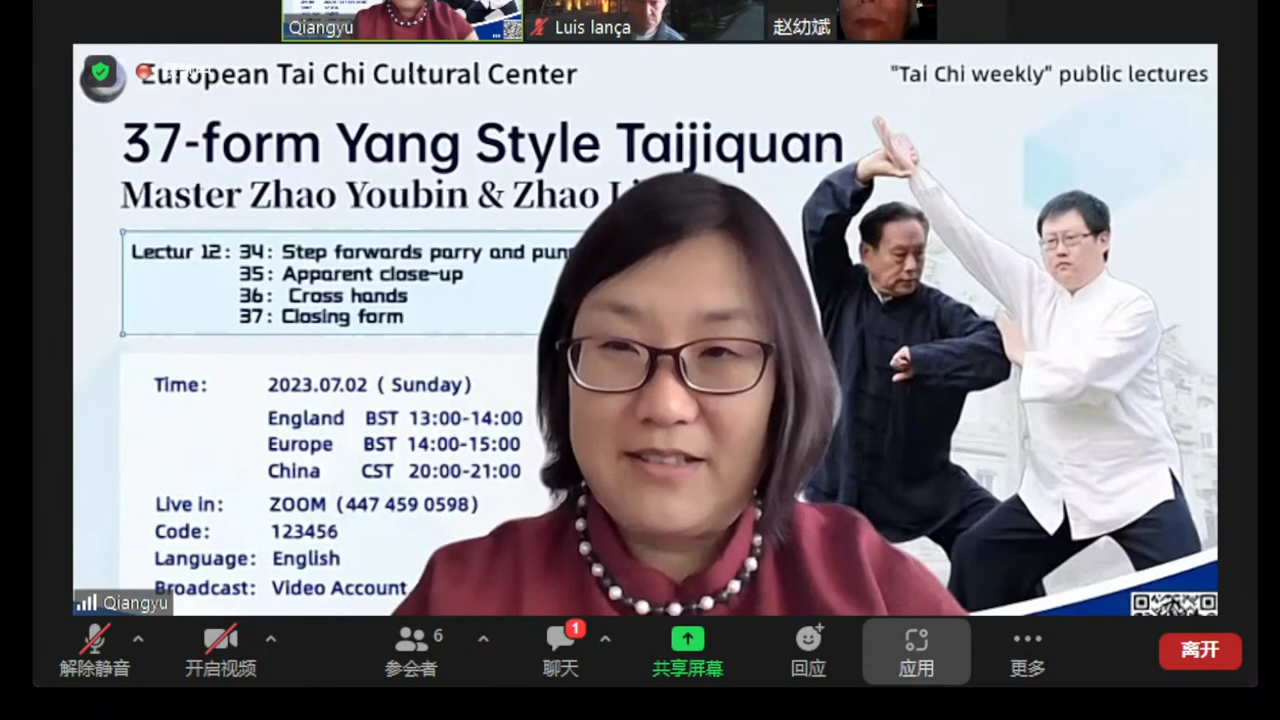 Qiangyu
Luis lança
赵幼斌
European Tai Chi Cultural Center
"Tai Chi weekly" public lectures
37-form Yang Style Taijiquan
Master Zhao Youbin & Zhao
Lectur 12: 34: Step forwards parry and
35: Apparent close-up
36: Cross hands
37: Closing form
Time: 2023.07.02 ( Sunday)
England BST 13:00-14:00
Europe BST 14:00-15:00
China CST 20:00-21:00
Live in: ZOOM (447 459 0598)
Code: 123456
Language: English
Broadcast: Video Account
Qiangyu
6
1
解除静音
开启视频
参会者
聊天
共享屏幕
回应
应用
更多
离开